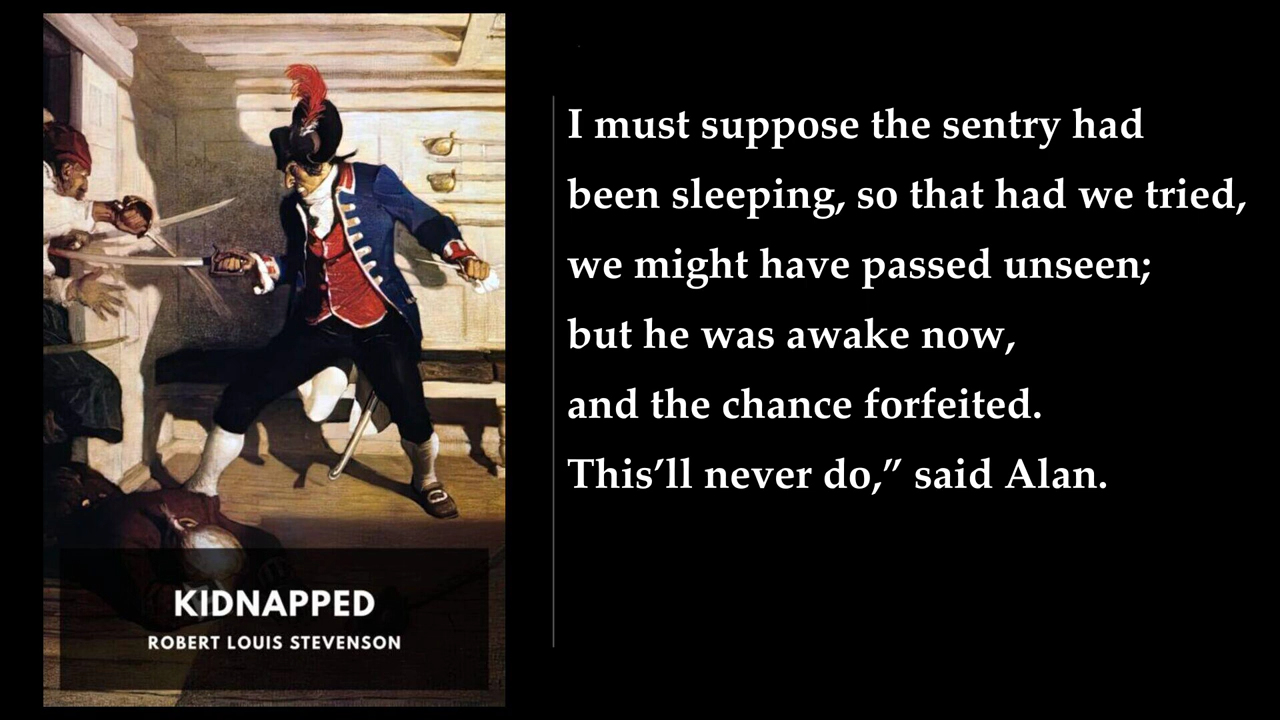 KIDNAPPED
ROBERT LOUIS STEVENSON
I must suppose the sentry had
been sleeping, so that had we tried,
we might have passed unseen;
but he was awake now,
and the chance forfeited.
This’ll never do,” said Alan.